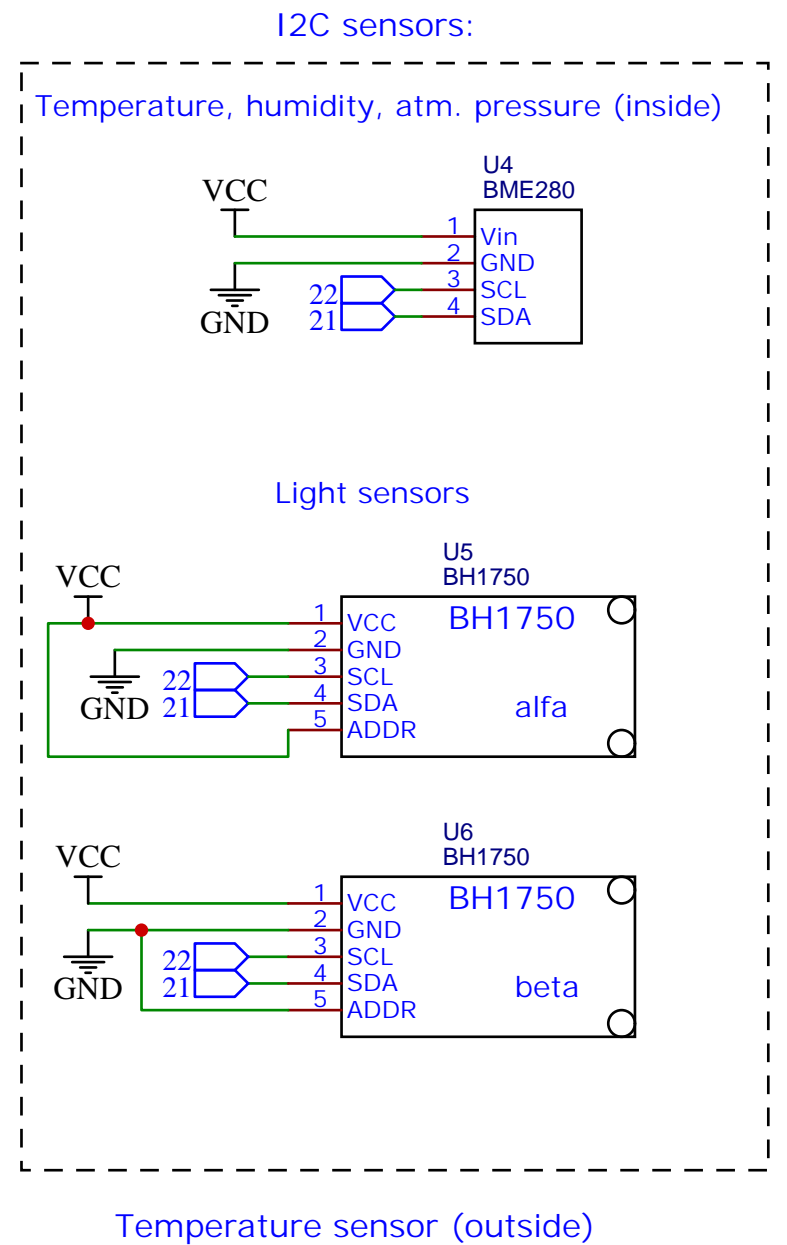 I2C sensors:
Temperature, humidity, atm. pressure (inside)
U4
BME280
VCC
1 Vin
2 GND
22 3 SCL
GND 21 4 SDA
Light sensors
U5
BH1750
VCC
BH1750
1 VCC
2 GND
22 3 SCL
GND 21 4 SDA alfa
5 ADDR
U6
BH1750
VCC
BH1750
1 VCC
2 GND
22 3 SCL
GND 21 4 SDA beta
5 ADDR
Temperature sensor (outside)